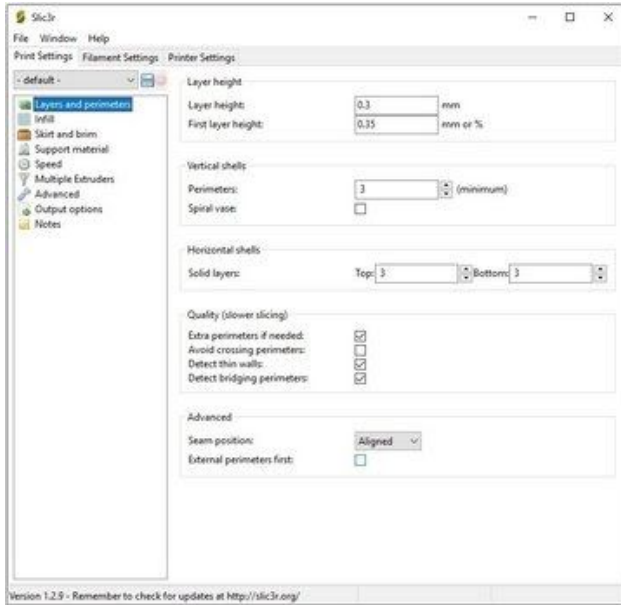 Slic3r
File Window Help
Print Settings Filament Settings Printer Settings
- default -
Layers and perimeters
Infill
Skirt and brim
Support material
Speed
Multiple Extruders
Advanced
Output options
Notes
Layer height
Layer height: 0.3 mm
First layer height: 0.35 mm or %
Vertical shells
Perimeters: 3 (minimum)
Spiral vase:
Horizontal shells
Solid layers: Top: 3 Bottom: 3
Quality (slower slicing)
Extra perimeters if needed:
Avoid crossing perimeters:
Detect thin walls:
Detect bridging perimeters:
Advanced
Seam position: Aligned
External perimeters first:
Version 1.2.9 - Remember to check for updates at http://slic3r.org/